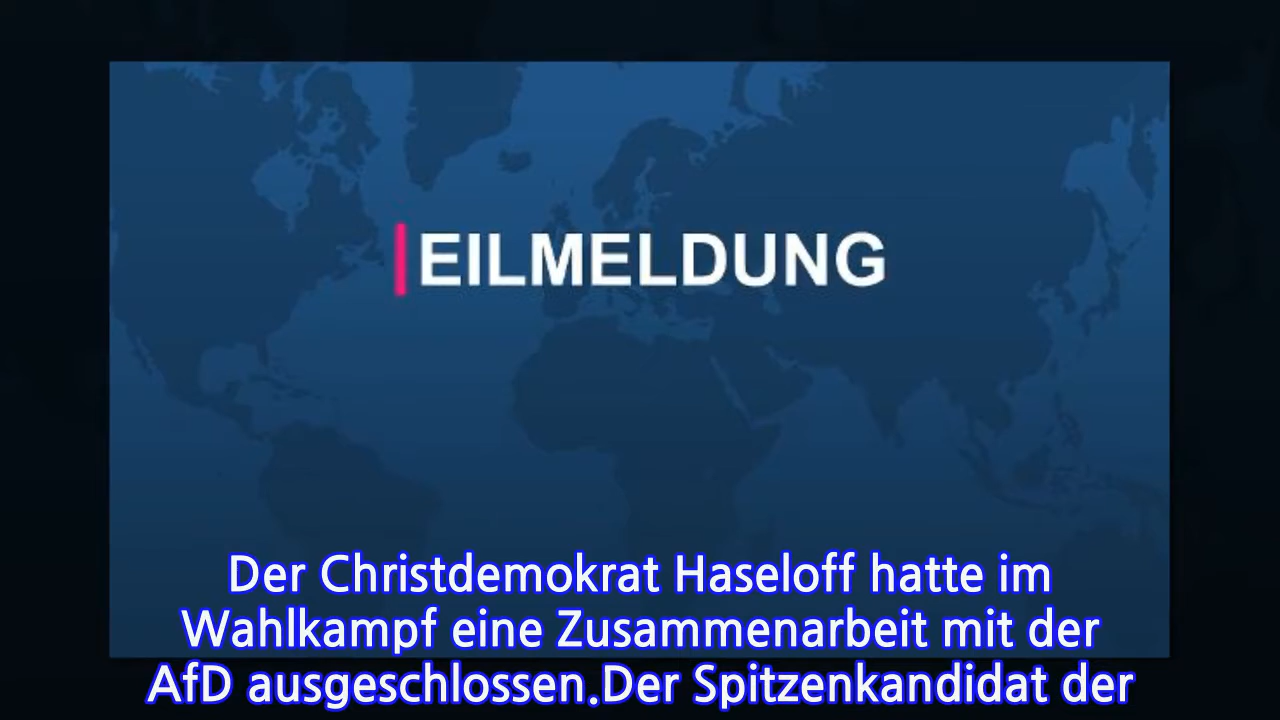 EILMELDUNG
Der Christdemokrat Haseloff hatte im
Wahlkampf eine Zusammenarbeit mit der
AfD ausgeschlossen.Der Spitzenkandidat der